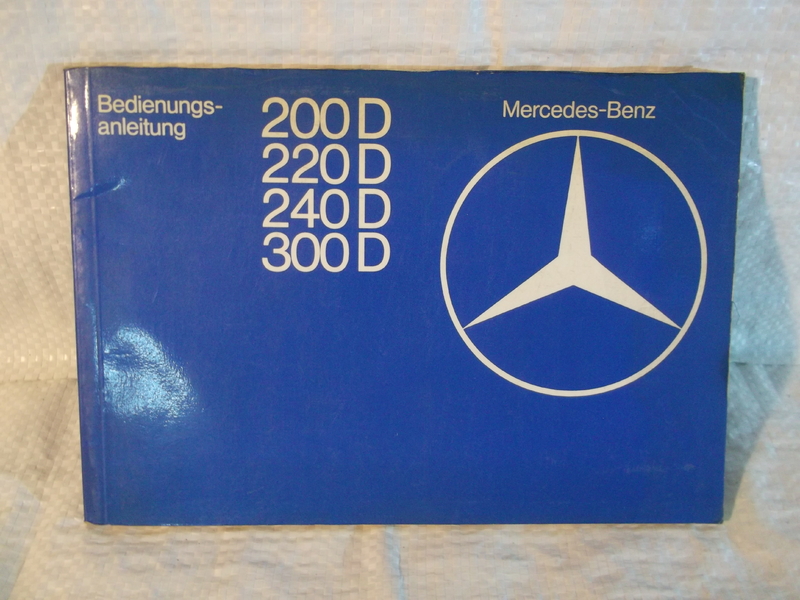 Bedienungs-
anleitung
200 D
220 D
240 D
300 D
Mercedes-Benz